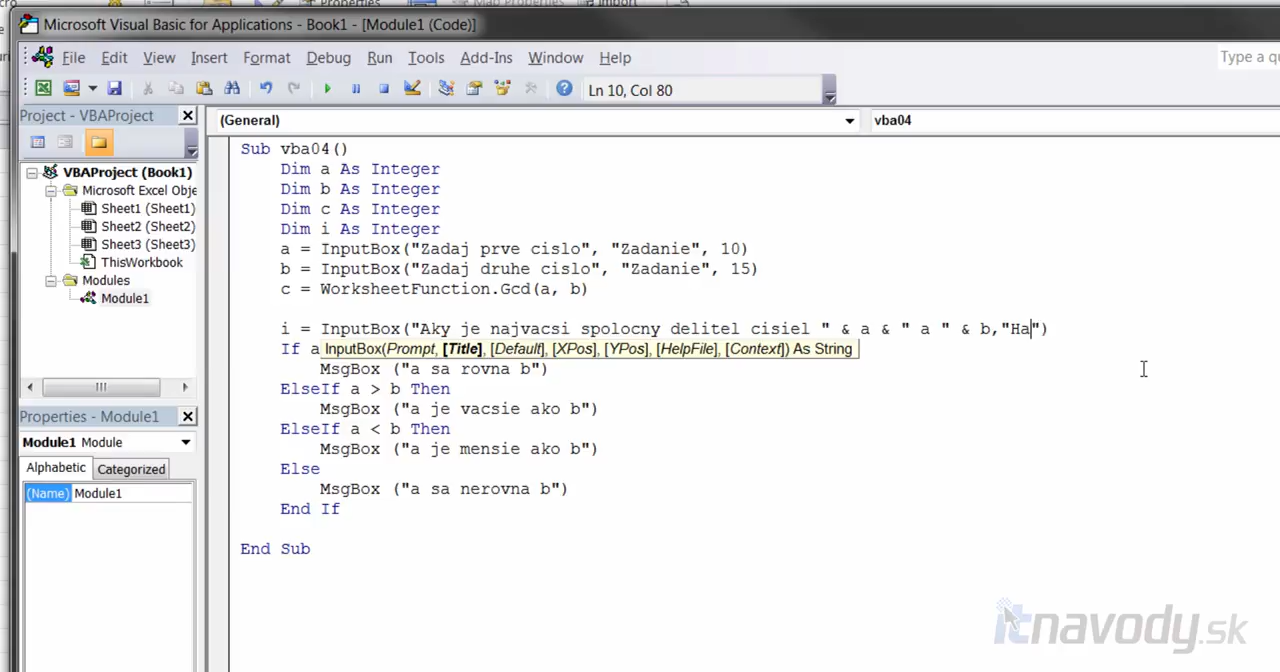 Properties
Map Properties
Import
Microsoft Visual Basic for Applications - Book1 - [Module1 (Code)]
File Edit View Insert Format Debug Run Tools Add-Ins Window Help
Type a
Ln 10, Col 80
Project - VBAProject
(General)
vba04
VBAProject (Book1)
Microsoft Excel Obje
Sheet1 (Sheet1)
Sheet2 (Sheet2)
Sheet3 (Sheet3)
ThisWorkbook
Modules
Module1
Properties - Module1
Module1 Module
Alphabetic Categorized
(Name) Module1
Sub vba04()
Dim a As Integer
Dim b As Integer
Dim c As Integer
Dim i As Integer
a = InputBox("Zadaj prve cislo", "Zadanie", 10)
b = InputBox("Zadaj druhe cislo", "Zadanie", 15)
c = WorksheetFunction.Gcd(a, b)
i = InputBox("Aky je najvacsi spolocny delitel cisiel " & a & " a " & b,"Ha")
If a
InputBox(Prompt, [Title], [Default], [XPos], [YPos], [HelpFile], [Context]) As String
MsgBox ("a sa rovna b")
ElseIf a > b Then
MsgBox ("a je vacsie ako b")
ElseIf a < b Then
MsgBox ("a je mensie ako b")
Else
MsgBox ("a sa nerovna b")
End If
End Sub
itnavody.sk